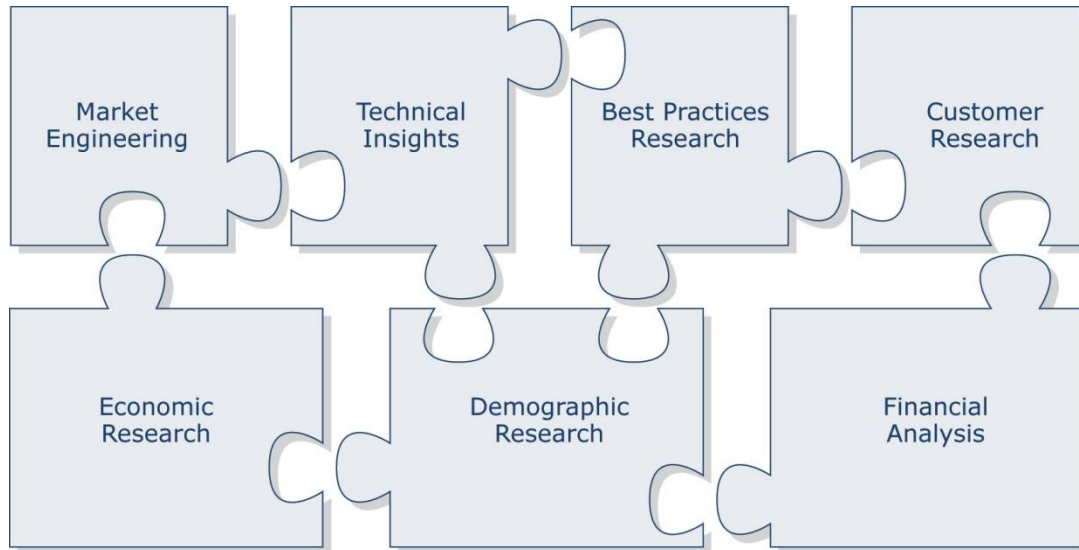 Market
Engineering
Technical
Insights
Best Practices
Research
Customer
Research
Economic
Research
Demographic
Research
Financial
Analysis